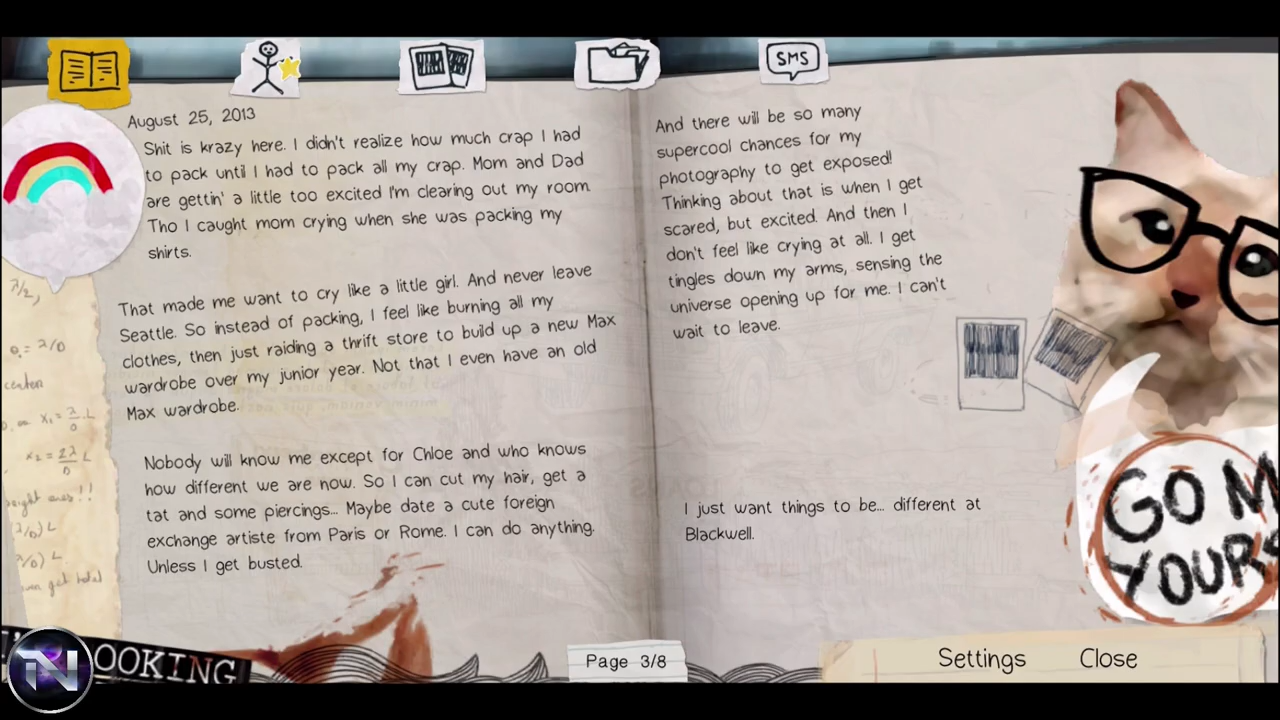 SMS
August 25, 2013
Shit is krazy here. I didn't realize how much crap I had
to pack until I had to pack all my crap. Mom and Dad
are gettin' a little too excited I'm clearing out my room.
Tho I caught mom crying when she was packing my
shirts.
That made me want to cry like a little girl. And never leave
Seattle. So instead of packing, I feel like burning all my
clothes, then just raiding a thrift store to build up a new Max
wardrobe over my junior year. Not that I even have an old
Max wardrobe.
Nobody will know me except for Chloe and who knows
how different we are now. So I can cut my hair, get a
tat and some piercings... Maybe date a cute foreign
exchange artiste from Paris or Rome. I can do anything.
Unless I get busted.
And there will be so many
supercool chances for my
photography to get exposed!
Thinking about that is when I get
scared, but excited. And then I
don't feel like crying at all. I get
tingles down my arms, sensing the
universe opening up for me. I can't
wait to leave.
I just want things to be... different at
Blackwell.
GO M
YOURS
OOKING
TN
Page 3/8
Settings
Close